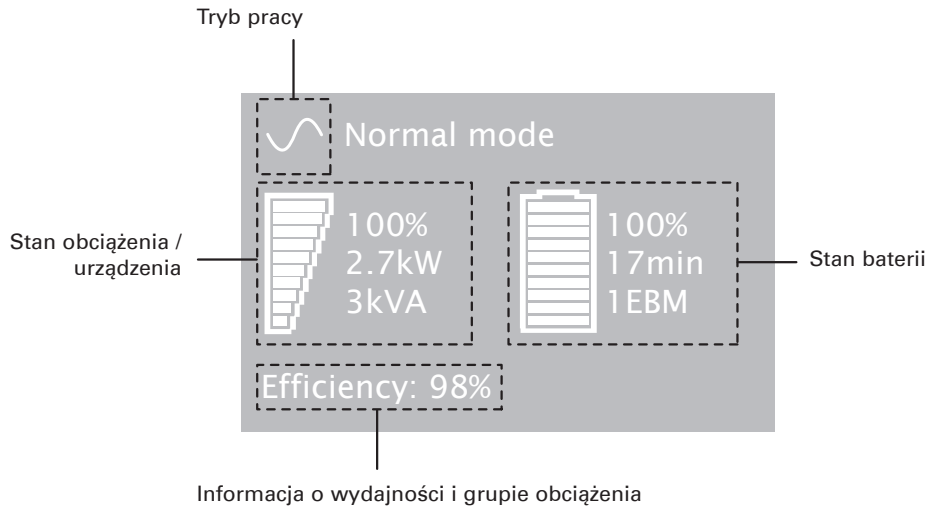 Tryb pracy
Normal mode
Stan obciążenia /
urządzenia
100%
2.7kW
3kVA
100%
17min
1EBM
Stan baterii
Efficiency: 98%
Informacja o wydajności i grupie obciążenia